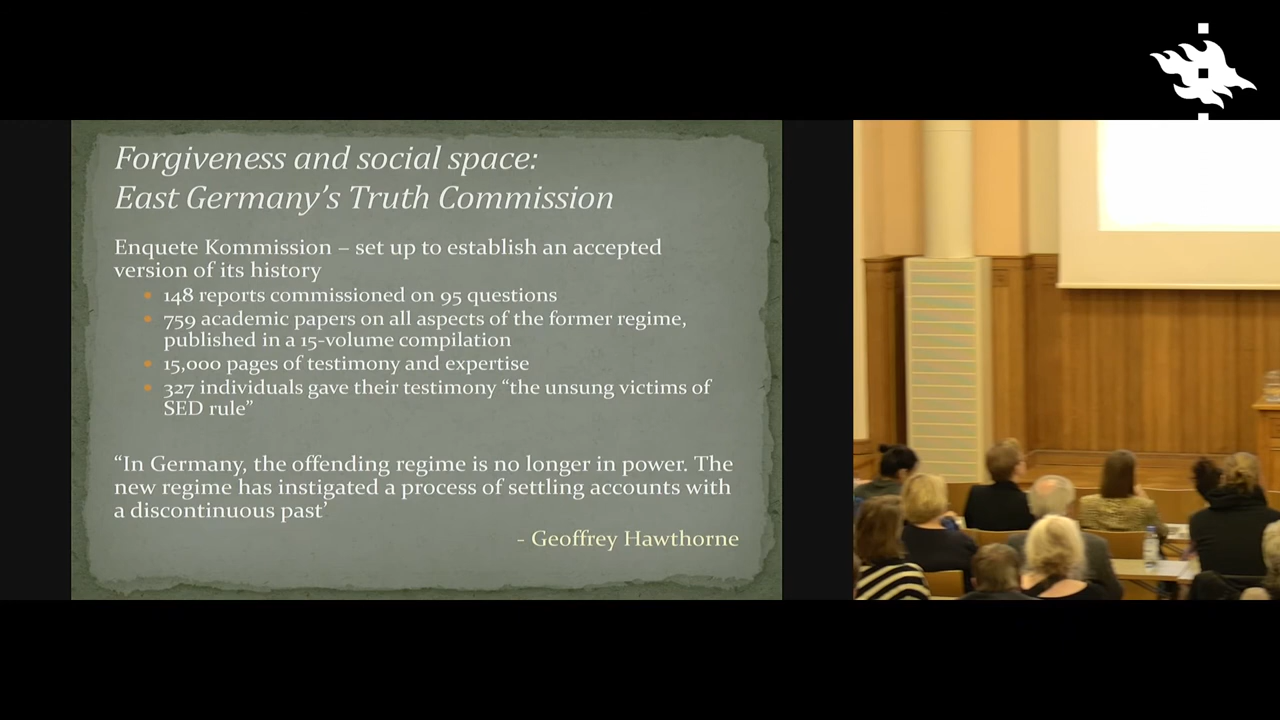 Forgiveness and social space:
East Germany's Truth Commission
Enquete Kommission – set up to establish an accepted
version of its history
• 148 reports commissioned on 95 questions
• 759 academic papers on all aspects of the former regime,
published in a 15-volume compilation
• 15,000 pages of testimony and expertise
• 327 individuals gave their testimony “the unsung victims of
SED rule”
“In Germany, the offending regime is no longer in power. The
new regime has instigated a process of settling accounts with
a discontinuous past’
- Geoffrey Hawthorne